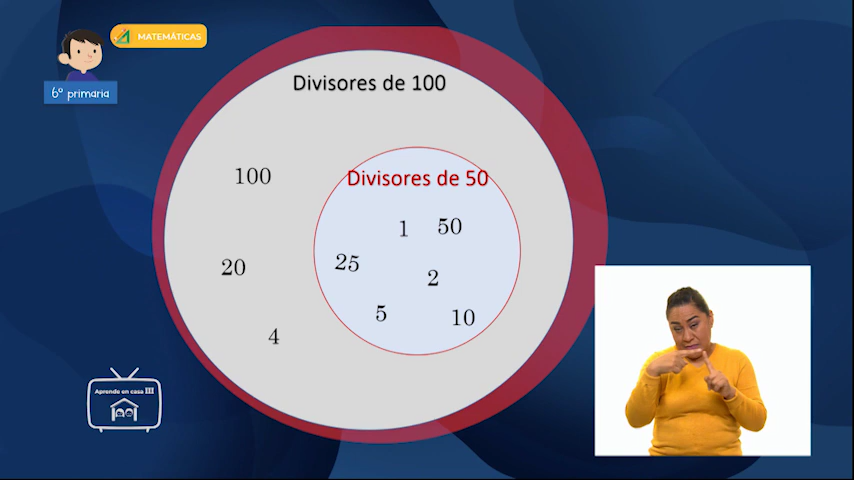 MATEMÁTICAS
6° primaria
Divisores de 100
100
Divisores de 50
1 50
25
20
2
5
10
4
Aprende en casa III